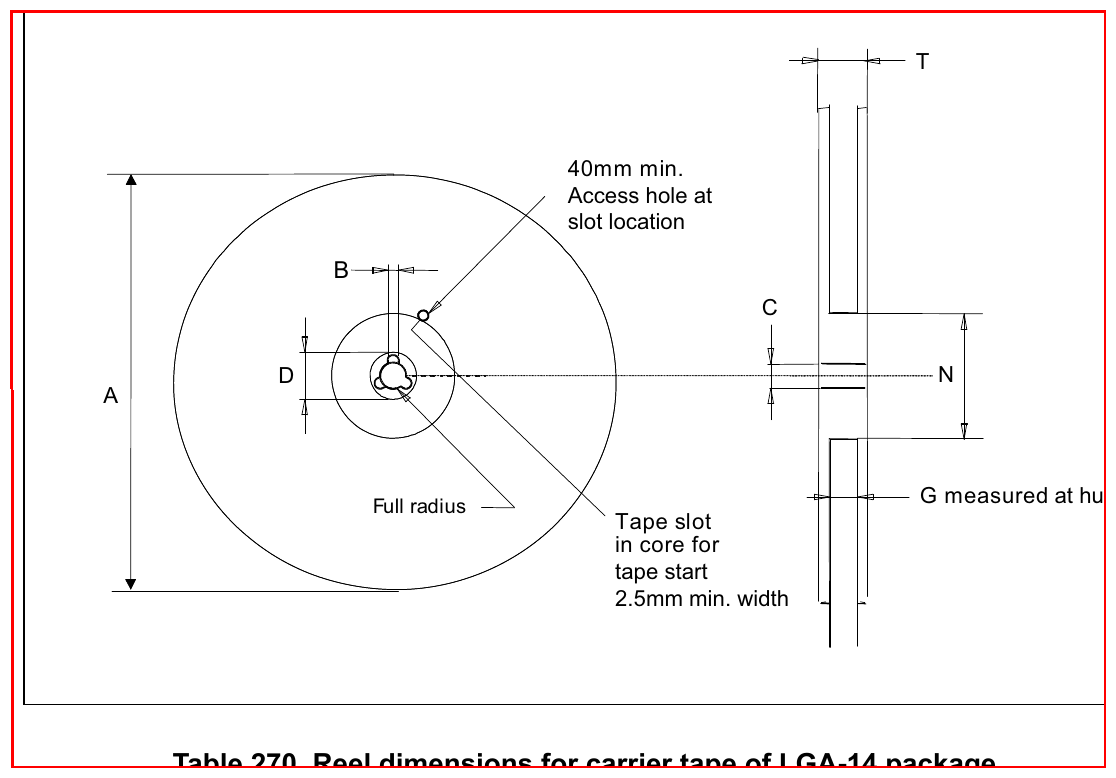 T
40mm min.
Access hole at
slot location
B
C
D
A
N
Full radius
G measured at hu
Tape slot
in core for
tape start
2.5mm min. width
Table 270. Reel dimensions for carrier tape of LGA-14 package